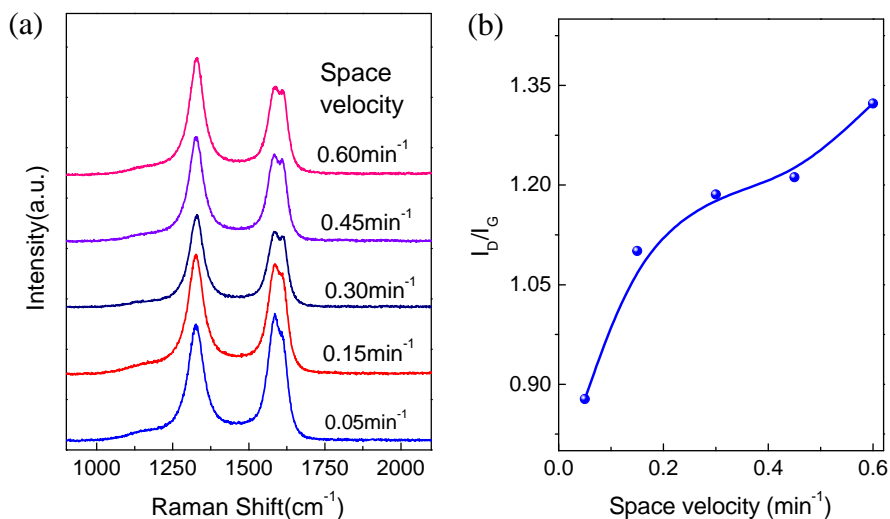 (a)
Space
velocity
0.60min⁻¹
0.45min⁻¹
0.30min⁻¹
0.15min⁻¹
0.05min⁻¹
Intensity(a.u.)
1000 1250 1500 1750 2000
Raman Shift(cm⁻¹)
(b)
1.35
1.20
1.05
0.90
I_D/I_G
0.0 0.2 0.4 0.6
Space velocity (min⁻¹)